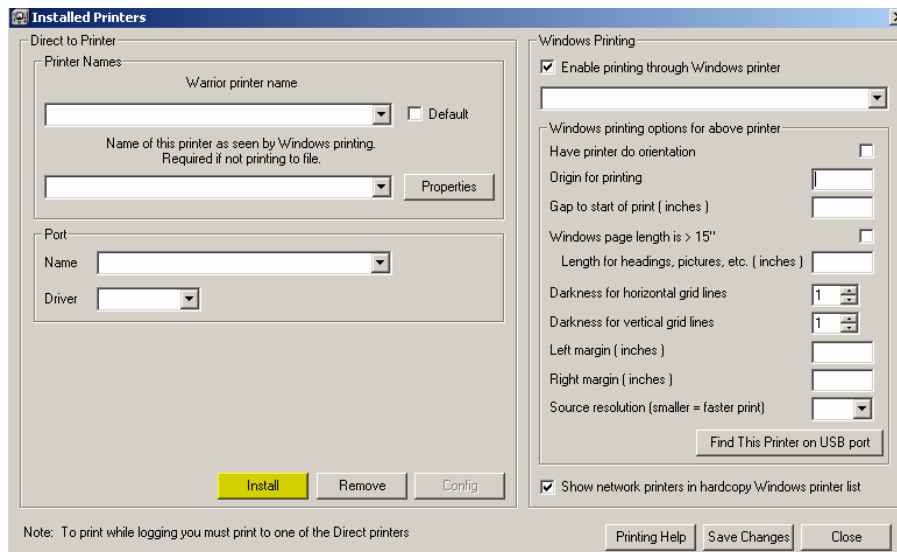 Installed Printers
Direct to Printer
Printer Names
Warrior printer name
Default
Name of this printer as seen by Windows printing.
Required if not printing to file.
Properties
Port
Name
Driver
Install
Remove
Config
Note: To print while logging you must print to one of the Direct printers
Windows Printing
Enable printing through Windows printer
Windows printing options for above printer
Have printer do orientation
Origin for printing
Gap to start of print ( inches )
Windows page length is > 15"
Length for headings, pictures, etc. ( inches )
Darkness for horizontal grid lines
1
Darkness for vertical grid lines
1
Left margin ( inches )
Right margin ( inches )
Source resolution (smaller = faster print)
Find This Printer on USB port
Show network printers in hardcopy Windows printer list
Printing Help
Save Changes
Close